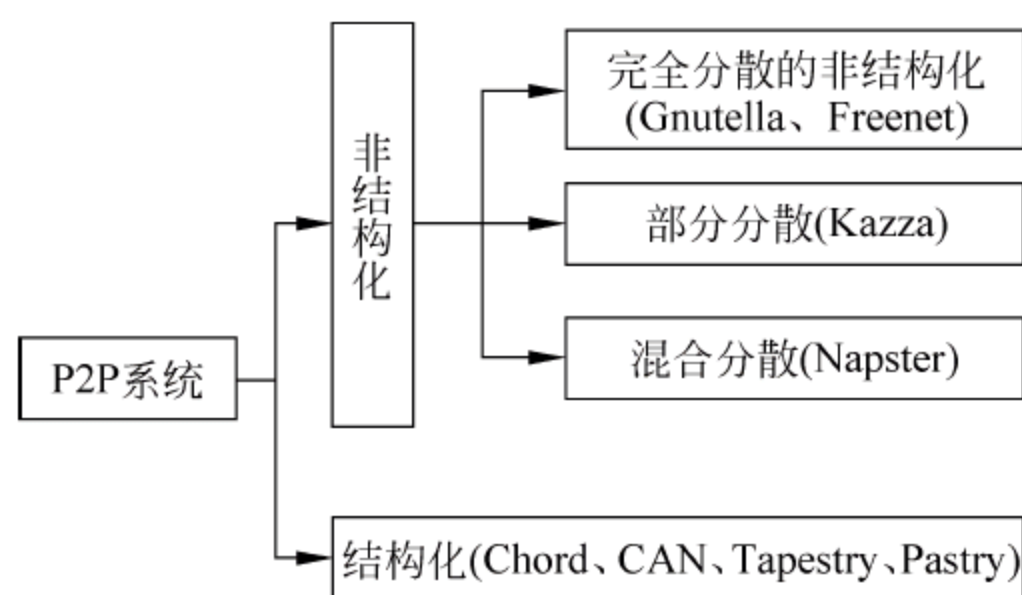 完全分散的非结构化
(Gnutella、Freenet)
非结构化
部分分散(Kazza)
混合分散(Napster)
P2P系统
结构化(Chord、CAN、Tapestry、Pastry)